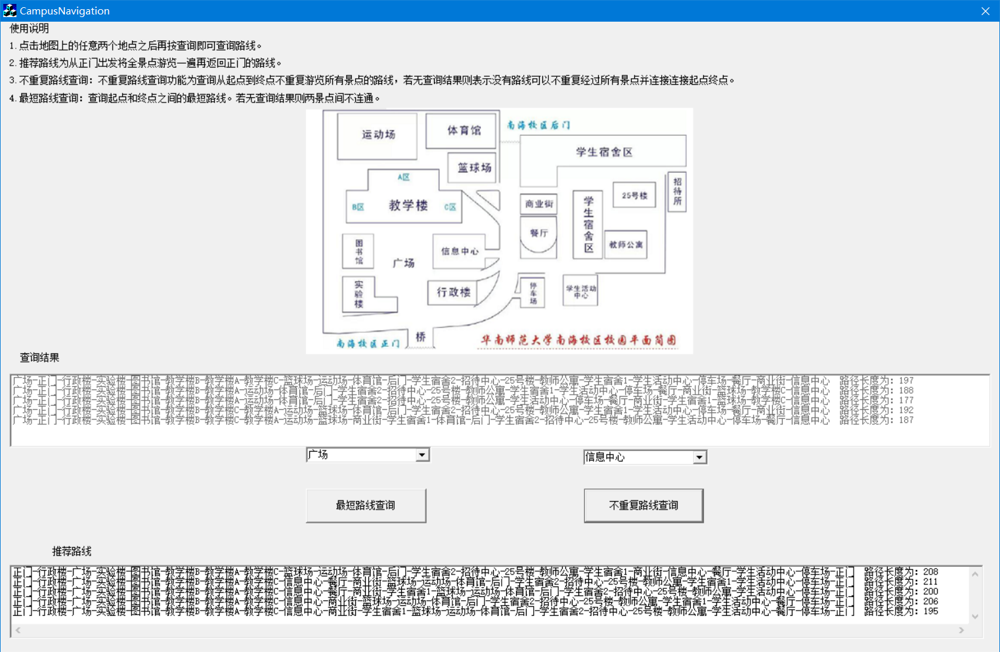 CampusNavigation
使用说明
1. 点击地图上的任意两个地点之后再按查询即可查询路线。
2. 推荐路线为从正门出发将全景点游览一遍再返回正门的路线。
3. 不重复路线查询：不重复路线查询功能为查询从起点到终点不重复游览所有景点的路线，若无查询结果则表示没有路线可以不重复经过所有景点并连接连接起点终点。
4. 最短路线查询：查询起点和终点之间的最短路线。若无查询结果则两景点间不连通。
运动场
体育馆
南海校区后门
学生宿舍区
篮球场
A区
招待所
25号楼
教学楼
B区
C区
商业街
学生宿舍区
餐厅
图书馆
信息中心
教师公寓
广场
实验楼
行政楼
停车场
学生活动中心
桥
南海校区正门
华南师范大学南海校区校园平面简图
查询结果
广场-正门-行政楼-实验楼-图书馆-教学楼B-教学楼A-教学楼C-篮球场-运动场-体育馆-后门-学生宿舍2-招待中心-25号楼-教师公寓-学生宿舍1-学生活动中心-停车场-餐厅-商业街-信息中心 路径长度为: 197
广场-正门-行政楼-实验楼-图书馆-教学楼B-教学楼C-教学楼A-运动场-体育馆-后门-学生宿舍2-招待中心-25号楼-教师公寓-学生宿舍1-学生活动中心-停车场-餐厅-商业街-篮球场-信息中心 路径长度为: 188
广场-正门-行政楼-实验楼-图书馆-教学楼B-教学楼A-运动场-体育馆-后门-学生宿舍2-招待中心-25号楼-教师公寓-学生活动中心-停车场-餐厅-商业街-学生宿舍1-篮球场-教学楼C-信息中心 路径长度为: 177
广场-正门-行政楼-实验楼-图书馆-教学楼B-教学楼C-教学楼A-运动场-篮球场-体育馆-后门-学生宿舍2-招待中心-25号楼-教师公寓-学生宿舍1-学生活动中心-停车场-餐厅-商业街-信息中心 路径长度为: 192
广场-正门-行政楼-实验楼-图书馆-教学楼B-教学楼C-教学楼A-运动场-篮球场-商业街-学生宿舍1-体育馆-后门-学生宿舍2-招待中心-25号楼-教师公寓-学生活动中心-停车场-餐厅-信息中心 路径长度为: 187
广场
信息中心
最短路线查询
不重复路线查询
推荐路线
正门-行政楼-广场-实验楼-图书馆-教学楼B-教学楼A-教学楼C-篮球场-运动场-体育馆-后门-学生宿舍2-招待中心-25号楼-教师公寓-学生宿舍1-商业街-信息中心-餐厅-学生活动中心-停车场-正门 路径长度为: 208
正门-行政楼-广场-实验楼-图书馆-教学楼B-教学楼A-教学楼C-信息中心-餐厅-商业街-篮球场-运动场-体育馆-后门-学生宿舍2-招待中心-25号楼-教师公寓-学生宿舍1-学生活动中心-停车场-正门 路径长度为: 211
正门-行政楼-广场-实验楼-图书馆-教学楼B-教学楼A-教学楼C-信息中心-餐厅-商业街-学生宿舍1-篮球场-运动场-体育馆-后门-学生宿舍2-招待中心-25号楼-教师公寓-学生活动中心-停车场-正门 路径长度为: 200
正门-行政楼-广场-实验楼-图书馆-教学楼B-教学楼A-教学楼C-信息中心-商业街-篮球场-运动场-体育馆-后门-学生宿舍2-招待中心-25号楼-教师公寓-学生宿舍1-学生活动中心-餐厅-停车场-正门 路径长度为: 206
正门-行政楼-广场-实验楼-图书馆-教学楼B-教学楼A-教学楼C-信息中心-商业街-学生宿舍1-篮球场-运动场-体育馆-后门-学生宿舍2-招待中心-25号楼-教师公寓-学生活动中心-餐厅-停车场-正门 路径长度为: 195